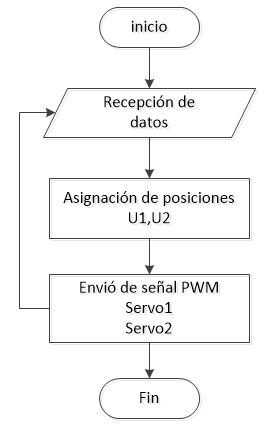 inicio
Recepción de
datos
Asignación de posiciones
U1,U2
Envió de señal PWM
Servo1
Servo2
Fin